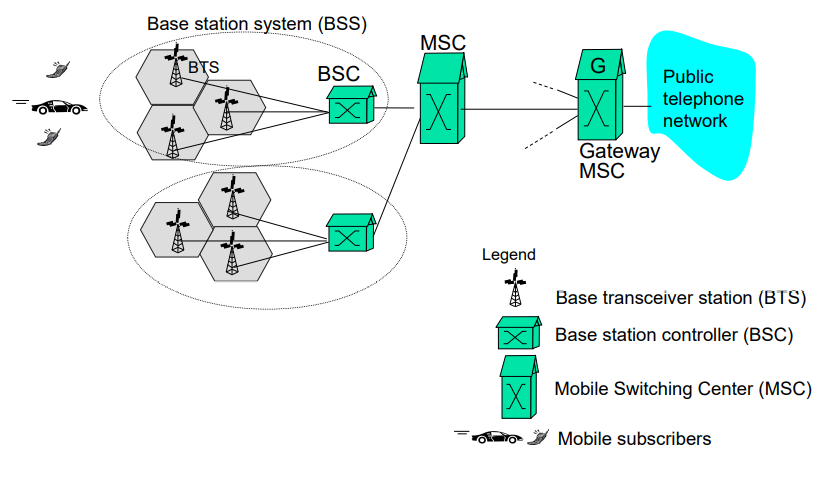 Base station system (BSS)
BTS
BSC
MSC
G
Gateway
MSC
Public
telephone
network
Legend
Base transceiver station (BTS)
Base station controller (BSC)
Mobile Switching Center (MSC)
Mobile subscribers